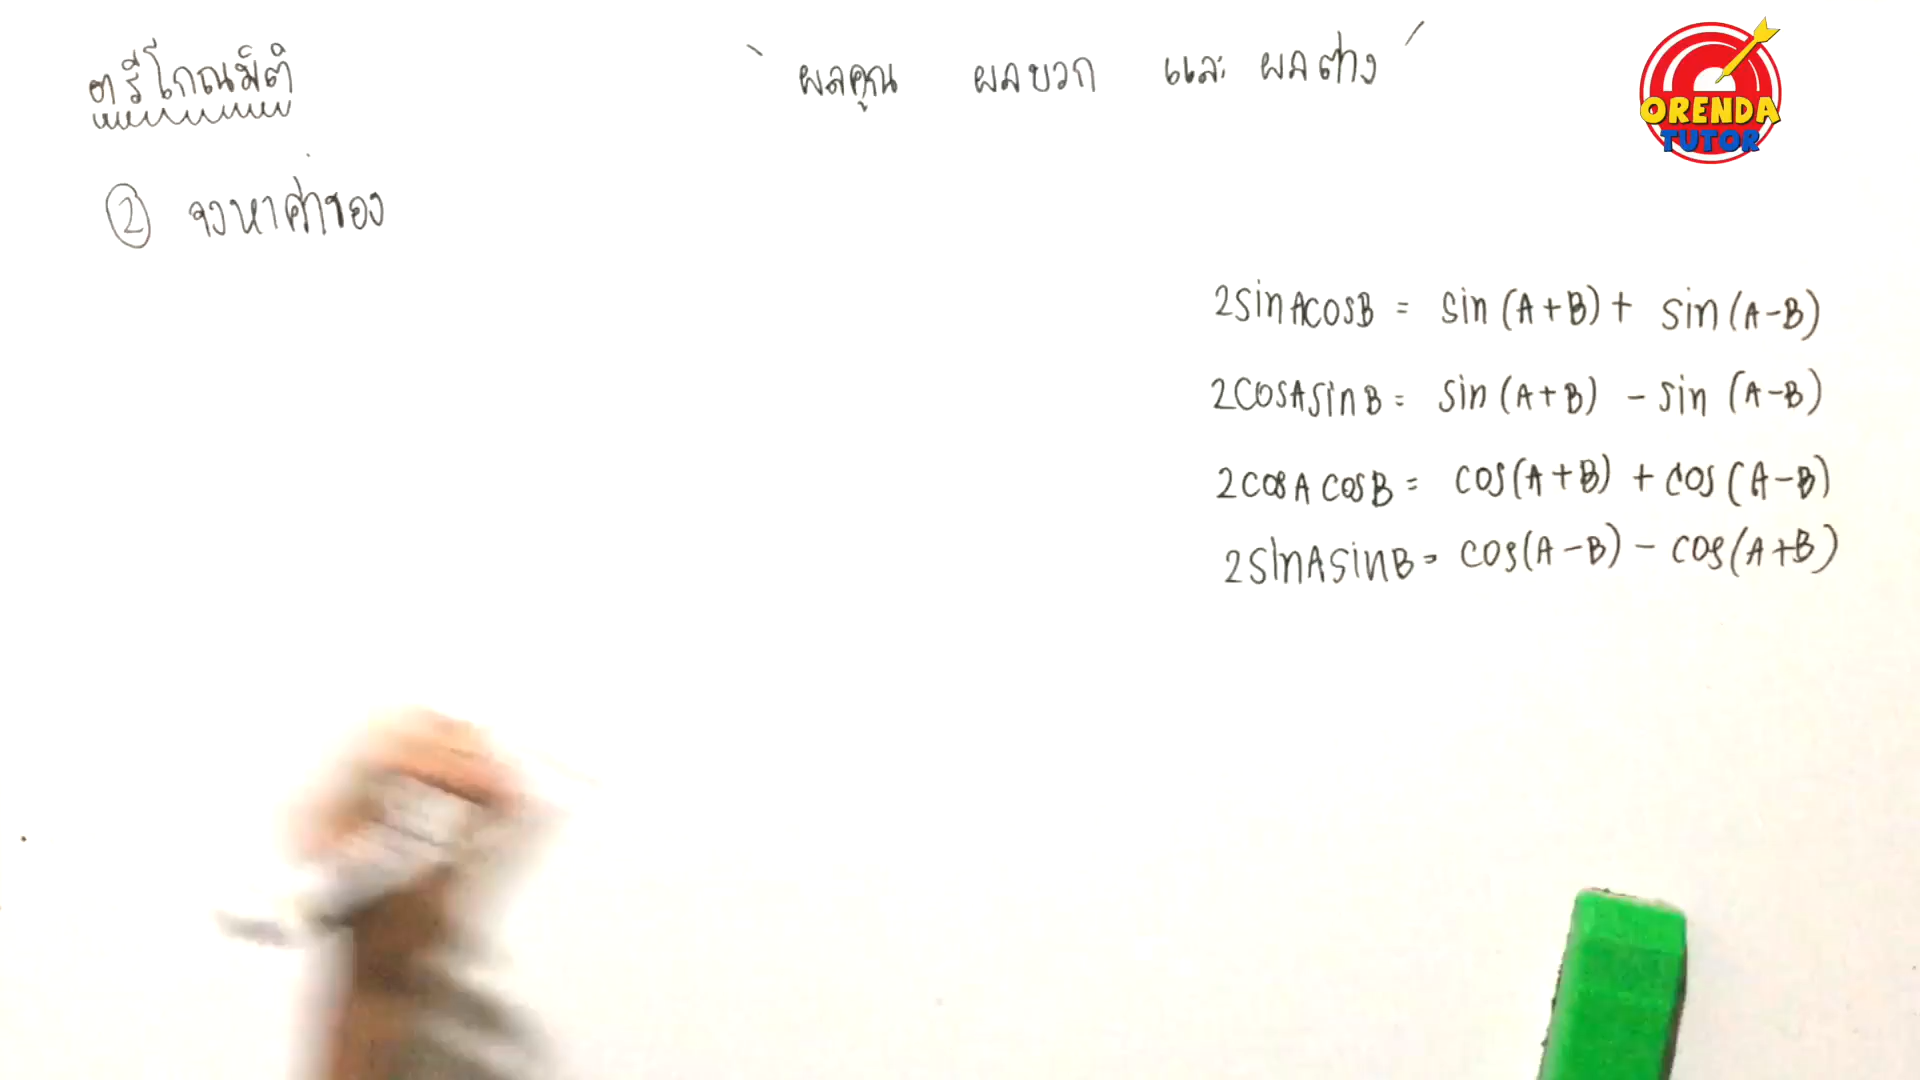 ตรีโกณมิติ
` ผลคูณ ผลบวก และ ผลต่าง ´
ORENDA
TUTOR
② จงหาค่าของ
2sinAcosB = sin(A+B) + sin(A-B)
2cosAsinB = sin(A+B) - sin(A-B)
2cosAcosB = cos(A+B) + cos(A-B)
2sinAsinB = cos(A-B) - cos(A+B)